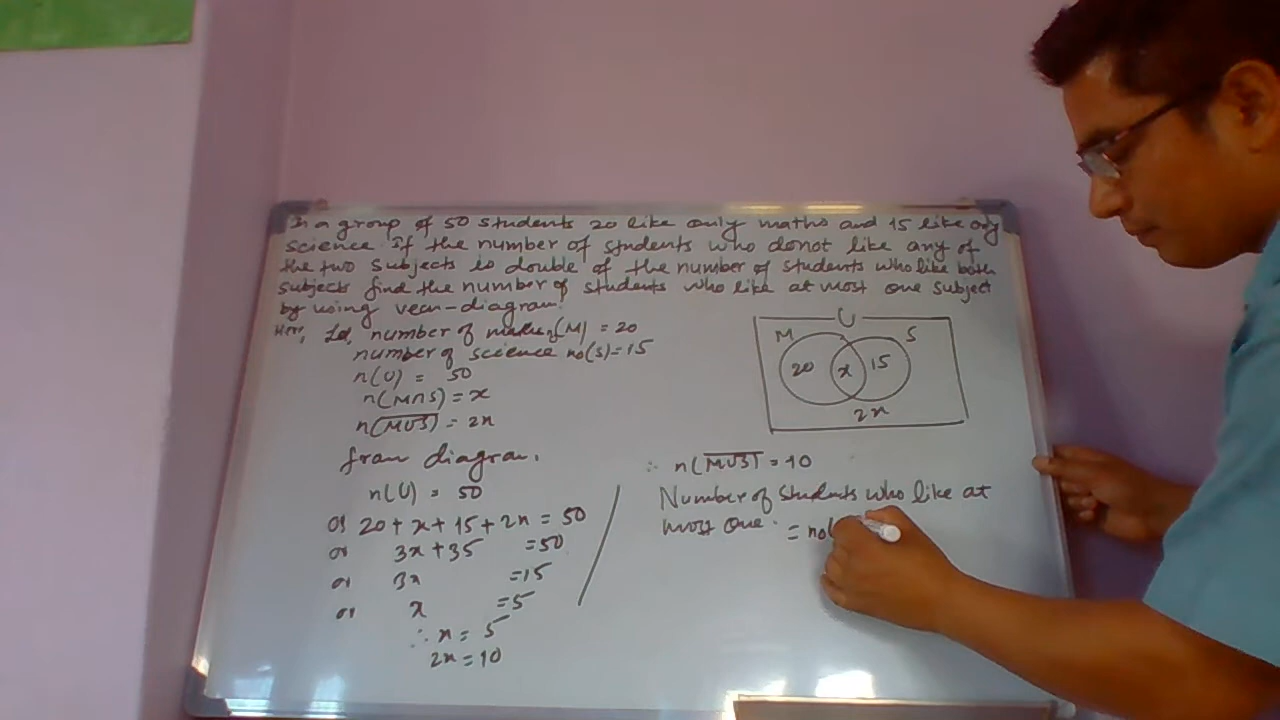 In a group of 50 students 20 like only maths and 15 like only
science. If the number of students who donot like any of
the two subjects is double of the number of students who like both
subjects find the number of students who like at most one subject
by using venn-diagram.
Here, Let, number of maths n(M) = 20
number of science no(S) = 15
n(U) = 50
n(M∩S) = x
n(M̅U̅S̅) = 2x
U
M S
20 x 15
2x
from diagram,
n(U) = 50
or 20 + x + 15 + 2x = 50
or 3x + 35 = 50
or 3x = 15
or x = 5
∴ x = 5
2x = 10
∴ n(M̅U̅S̅) = 10
Number of students who like at
most one = no(